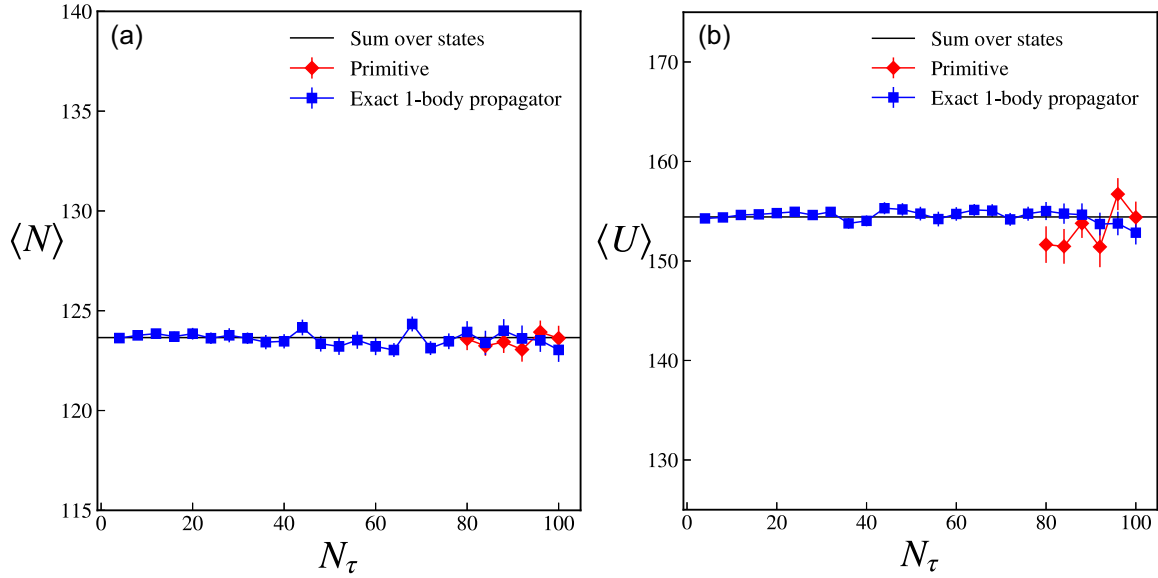 (a)
Sum over states
Primitive
Exact 1-body propagator
140
135
130
125
120
115
⟨N⟩
0 20 40 60 80 100
N_τ
(b)
Sum over states
Primitive
Exact 1-body propagator
170
160
150
140
130
⟨U⟩
0 20 40 60 80 100
N_τ